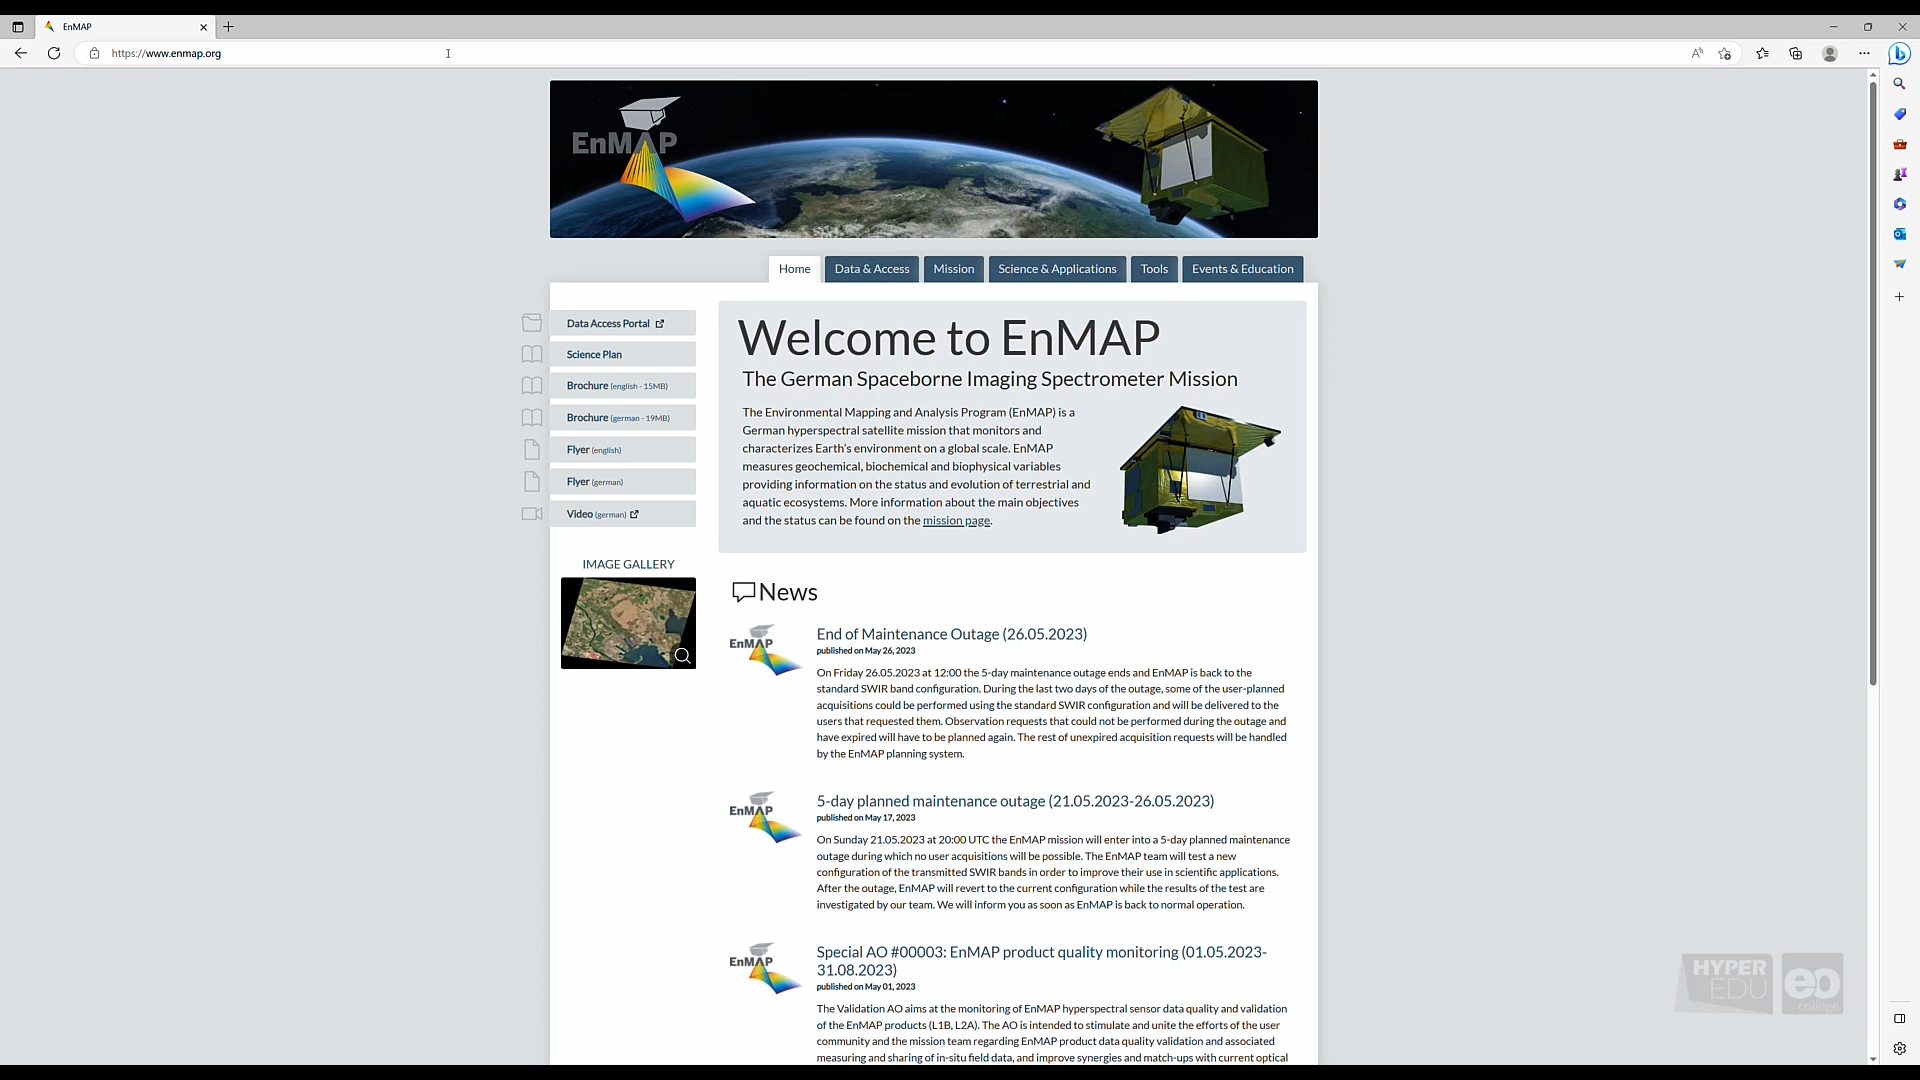 EnMAP
https://www.enmap.org
EnMAP
Home
Data & Access
Mission
Science & Applications
Tools
Events & Education
Data Access Portal
Science Plan
Brochure (english - 15MB)
Brochure (german - 19MB)
Flyer (english)
Flyer (german)
Video (german)
IMAGE GALLERY
Welcome to EnMAP
The German Spaceborne Imaging Spectrometer Mission
The Environmental Mapping and Analysis Program (EnMAP) is a
German hyperspectral satellite mission that monitors and
characterizes Earth's environment on a global scale. EnMAP
measures geochemical, biochemical and biophysical variables
providing information on the status and evolution of terrestrial and
aquatic ecosystems. More information about the main objectives
and the status can be found on the mission page.
News
EnMAP
End of Maintenance Outage (26.05.2023)
published on May 26, 2023
On Friday 26.05.2023 at 12:00 the 5-day maintenance outage ends and EnMAP is back to the
standard SWIR band configuration. During the last two days of the outage, some of the user-planned
acquisitions could be performed using the standard SWIR configuration and will be delivered to the
users that requested them. Observation requests that could not be performed during the outage and
have expired will have to be planned again. The rest of unexpired acquisition requests will be handled
by the EnMAP planning system.
EnMAP
5-day planned maintenance outage (21.05.2023-26.05.2023)
published on May 17, 2023
On Sunday 21.05.2023 at 20:00 UTC the EnMAP mission will enter into a 5-day planned maintenance
outage during which no user acquisitions will be possible. The EnMAP team will test a new
configuration of the transmitted SWIR bands in order to improve their use in scientific applications.
After the outage, EnMAP will revert to the current configuration while the results of the test are
investigated by our team. We will inform you as soon as EnMAP is back to normal operation.
EnMAP
Special AO #00003: EnMAP product quality monitoring (01.05.2023-
31.08.2023)
published on May 01, 2023
The Validation AO aims at the monitoring of EnMAP hyperspectral sensor data quality and validation
of the EnMAP products (L1B, L2A). The AO is intended to stimulate and unite the efforts of the user
community and the mission team regarding EnMAP product data quality validation and associated
measuring and sharing of in-situ field data, and improve synergies and match-ups with current optical
HYPER
EDU
eo
college